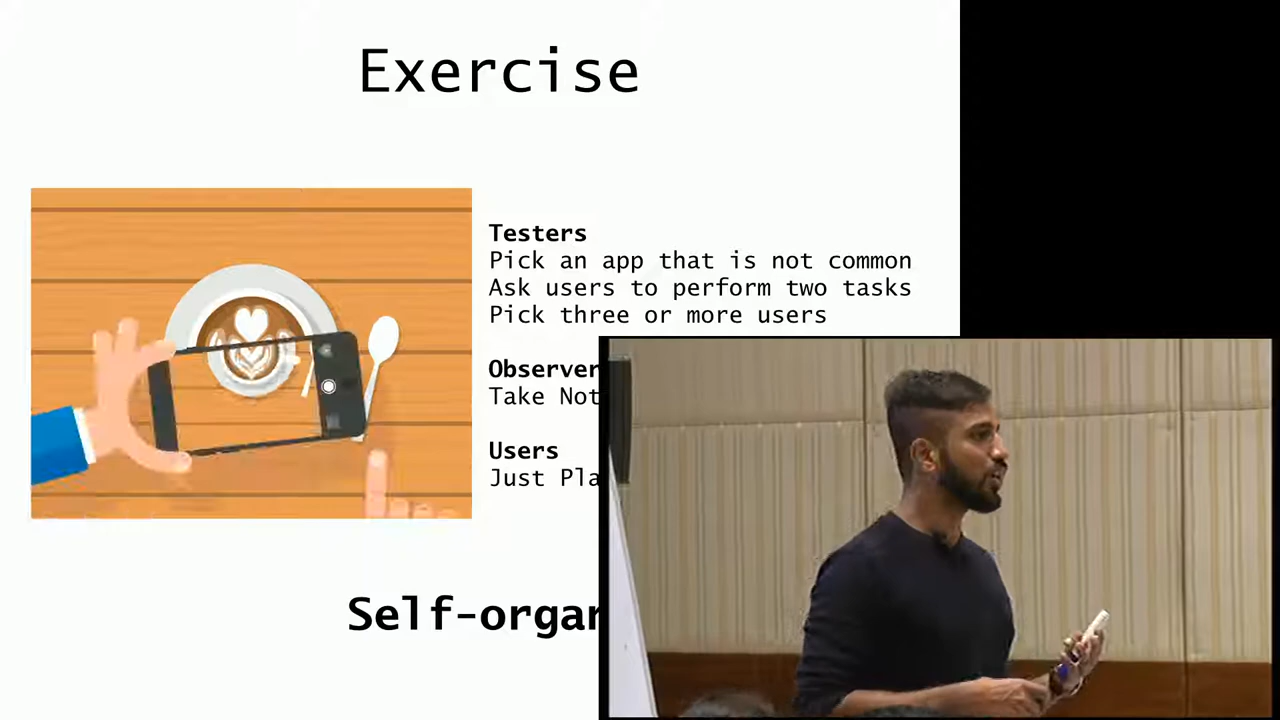 Exercise
Testers
Pick an app that is not common
Ask users to perform two tasks
Pick three or more users
Observer
Take Not
Users
Just Pla
Self-organ